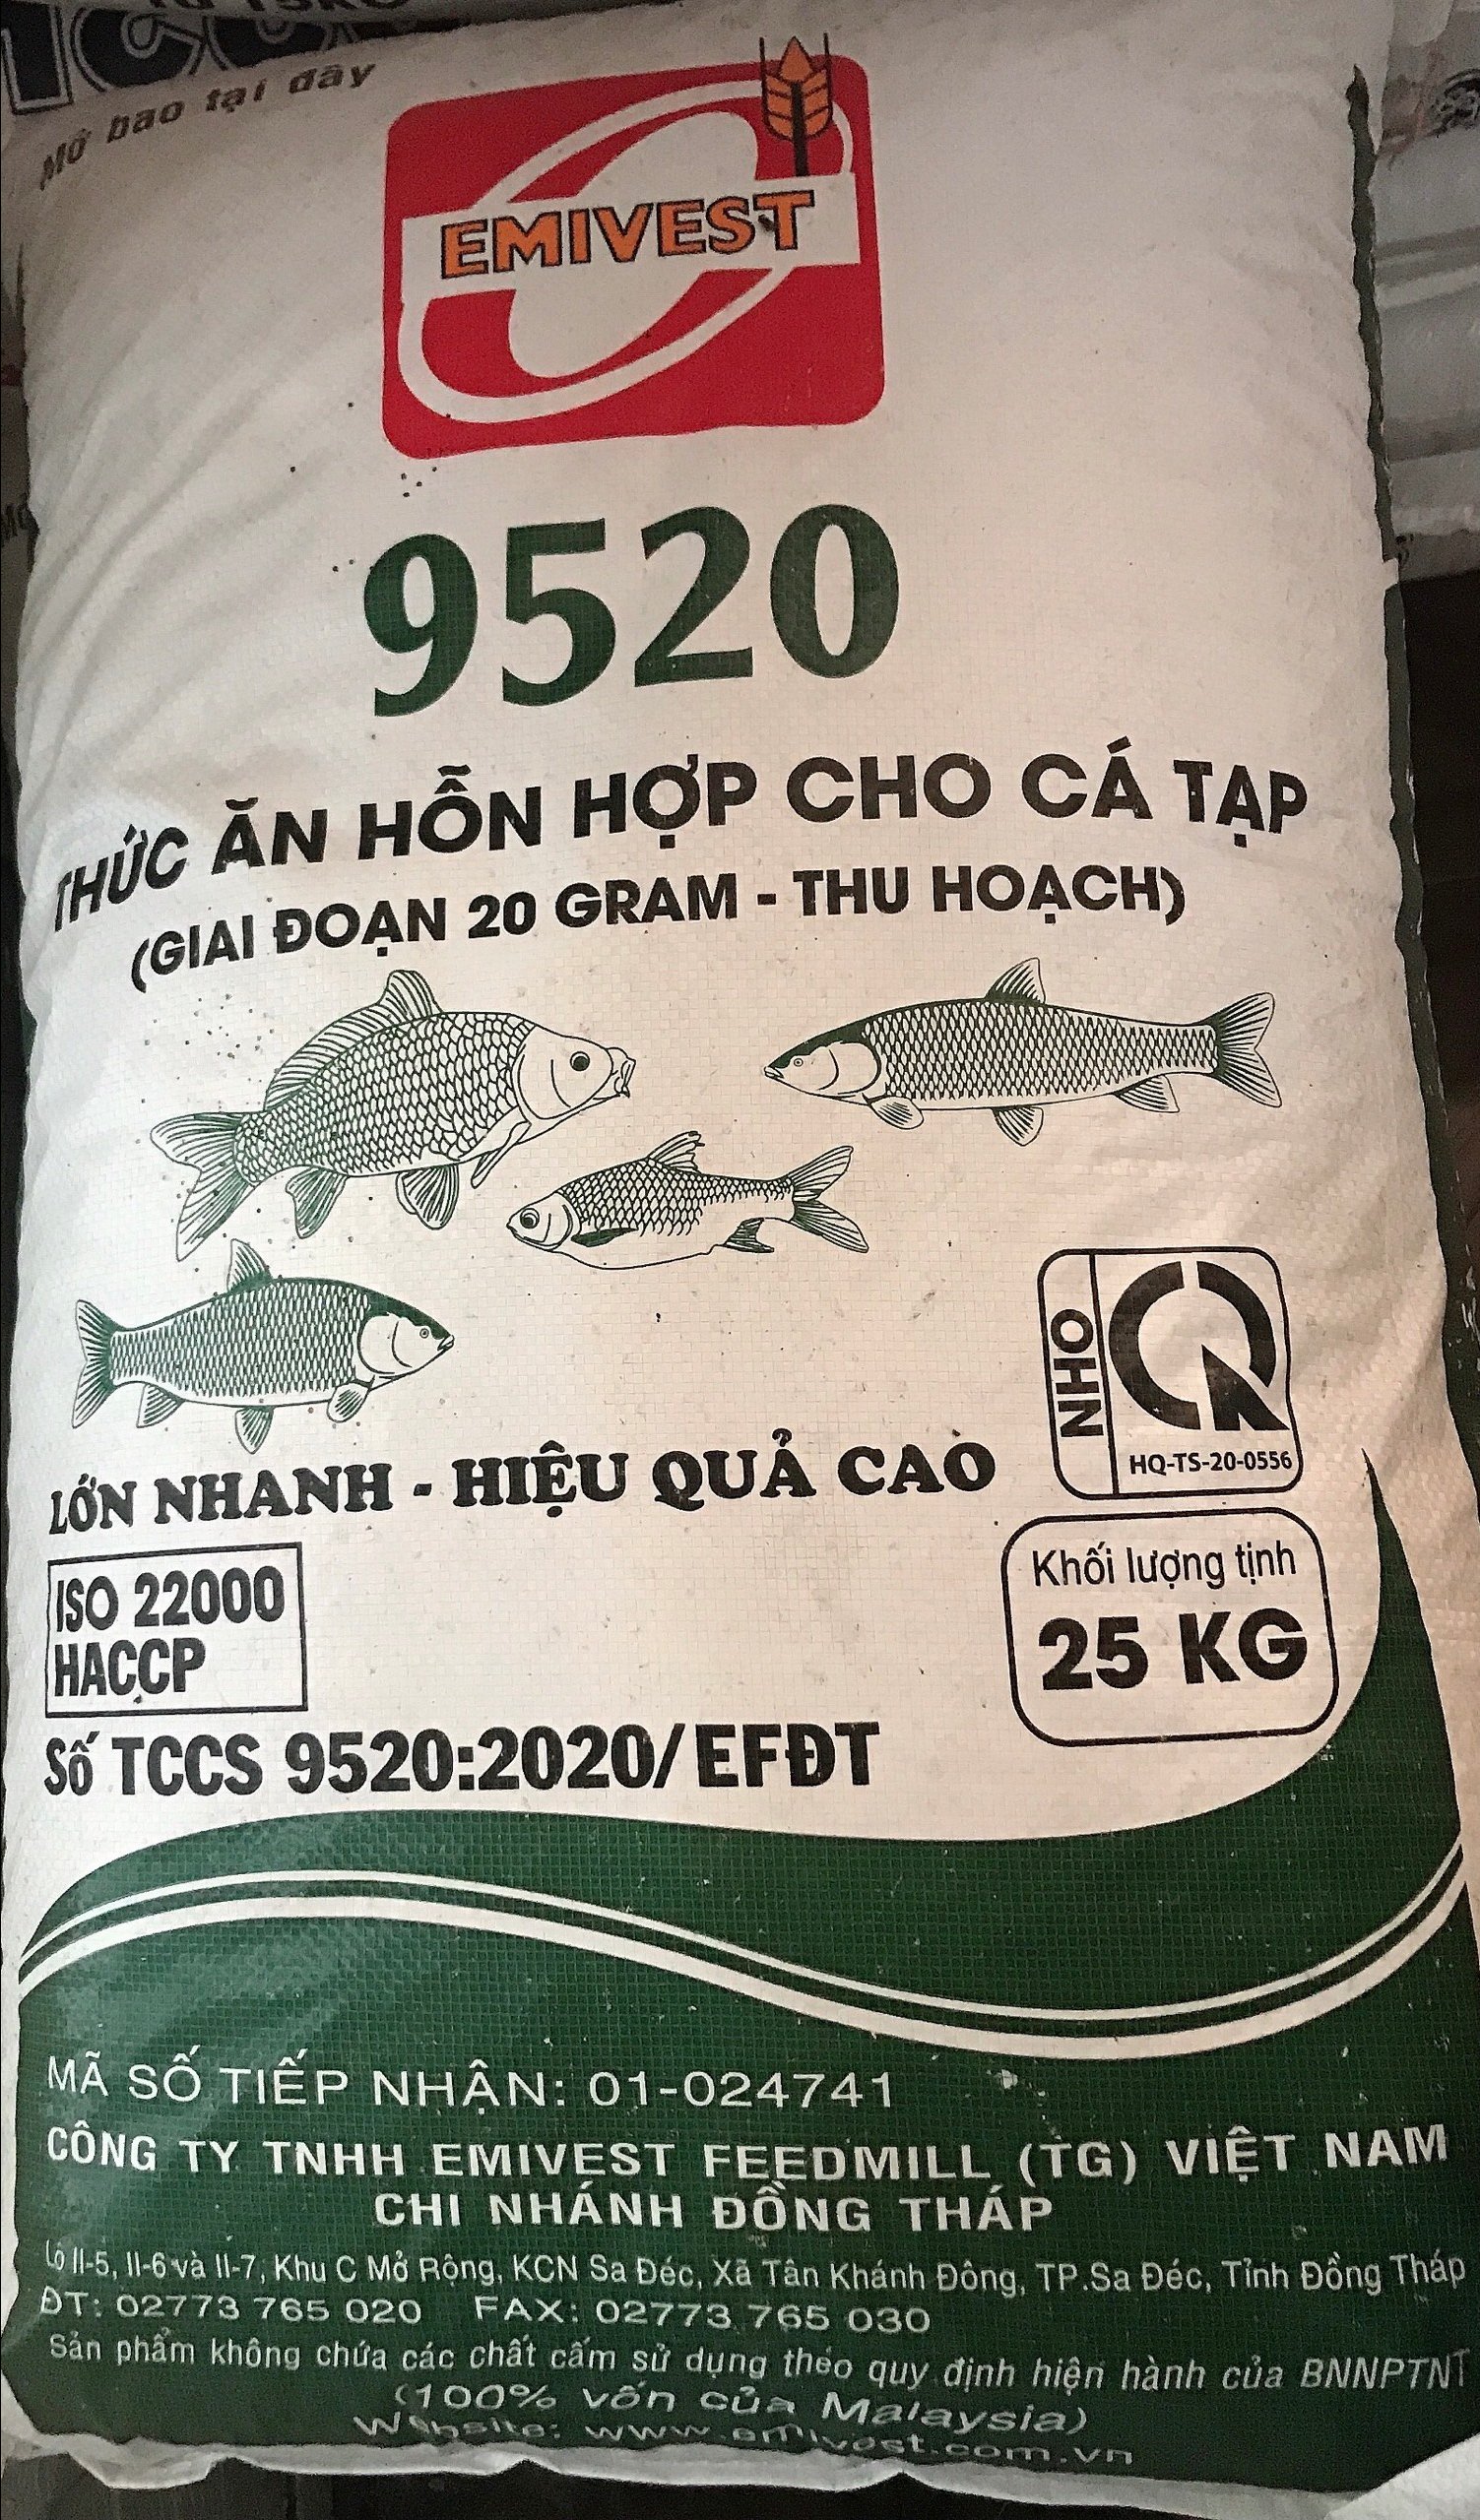 Mở bao tại đây
EMIVEST
9520
THỨC ĂN HỖN HỢP CHO CÁ TẠP
(GIAI ĐOẠN 20 GRAM - THU HOẠCH)
NHO
HQ-TS-20-0556
LỚN NHANH - HIỆU QUẢ CAO
ISO 22000
HACCP
Khối lượng tịnh
25 KG
Số TCCS 9520:2020/EFĐT
MÃ SỐ TIẾP NHẬN: 01-024741
CÔNG TY TNHH EMIVEST FEEDMILL (TG) VIỆT NAM
CHI NHÁNH ĐỒNG THÁP
Lô II-5, II-6 và II-7, Khu C Mở Rộng, KCN Sa Đéc, Xã Tân Khánh Đông, TP.Sa Đéc, Tỉnh Đồng Tháp
ĐT: 02773 765 020 FAX: 02773 765 030
Sản phẩm không chứa các chất cấm sử dụng theo quy định hiện hành của BNNPTNT
(100% vốn của Malaysia)
Website: www.emivest.com.vn